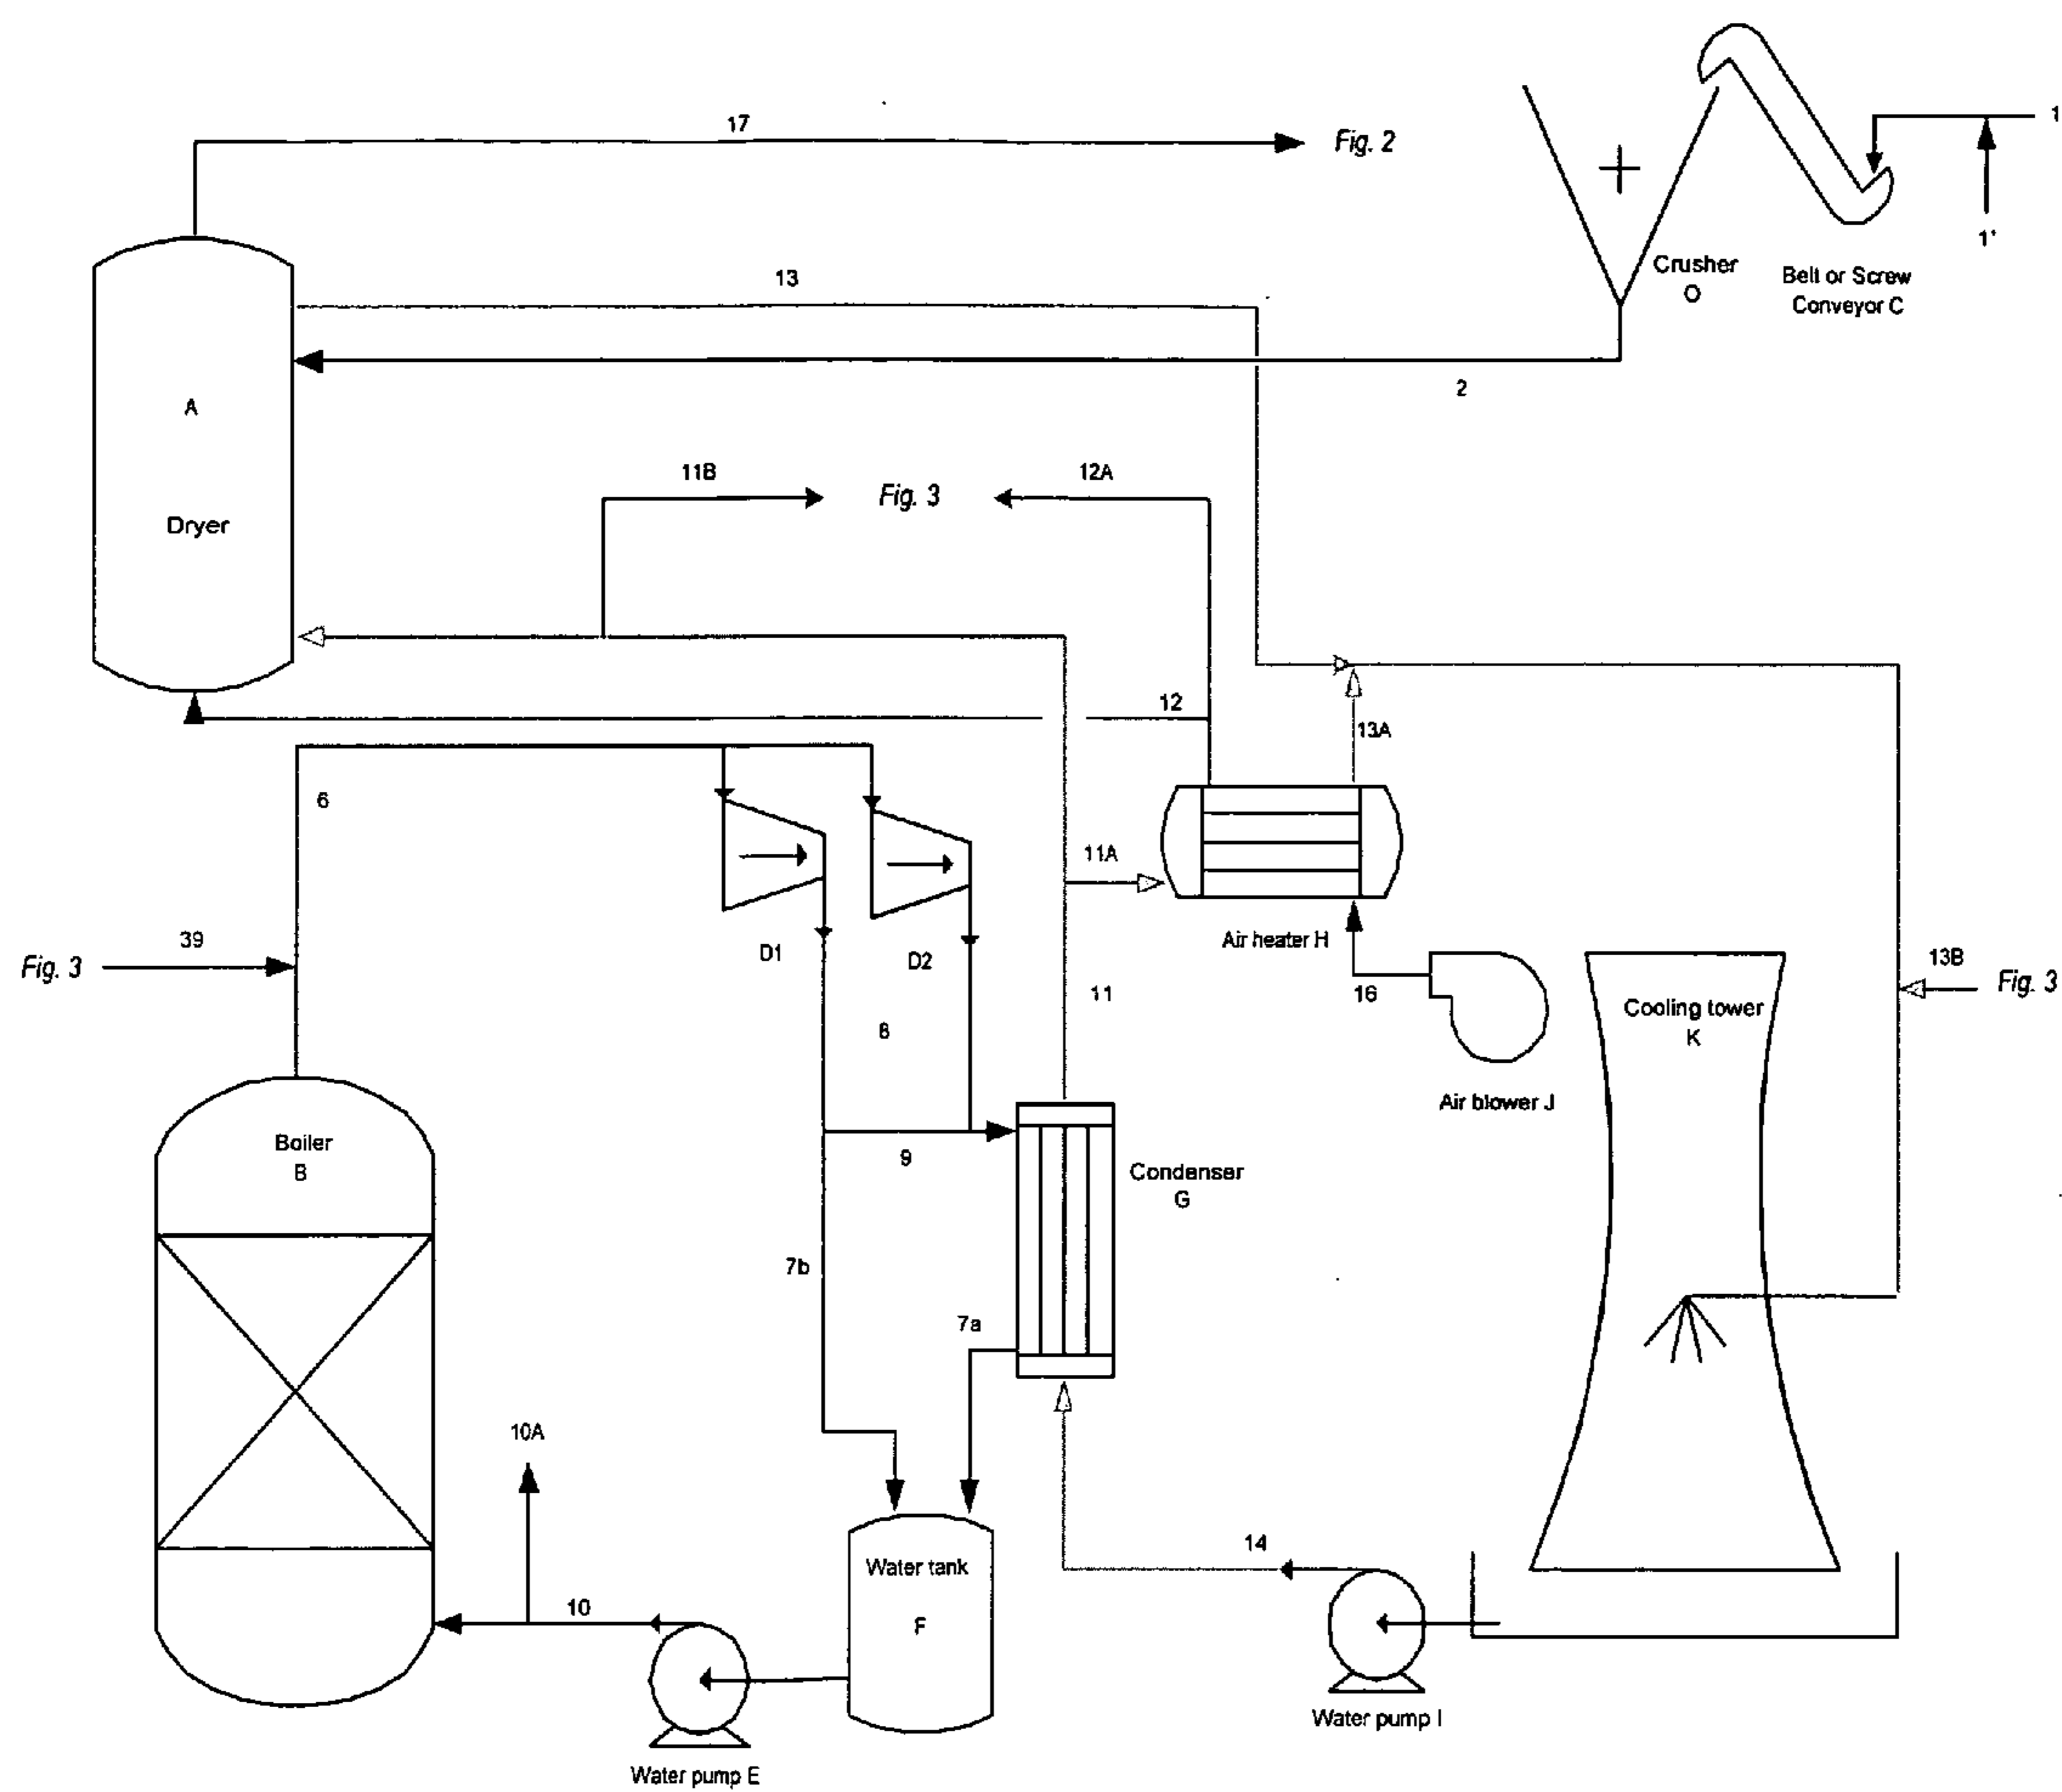 1
17
Fig. 2
1'
Crusher
O
Belt or Screw
Conveyor C
13
2
A
Dryer
11B
Fig. 3
12A
12
13A
6
11A
39
Fig. 3
D1
D2
Air heater H
13B
Fig. 3
16
11
Cooling tower
K
8
Air blower J
Boiler
B
9
Condenser
G
7b
7a
10A
14
Water tank
F
10
Water pump I
Water pump E